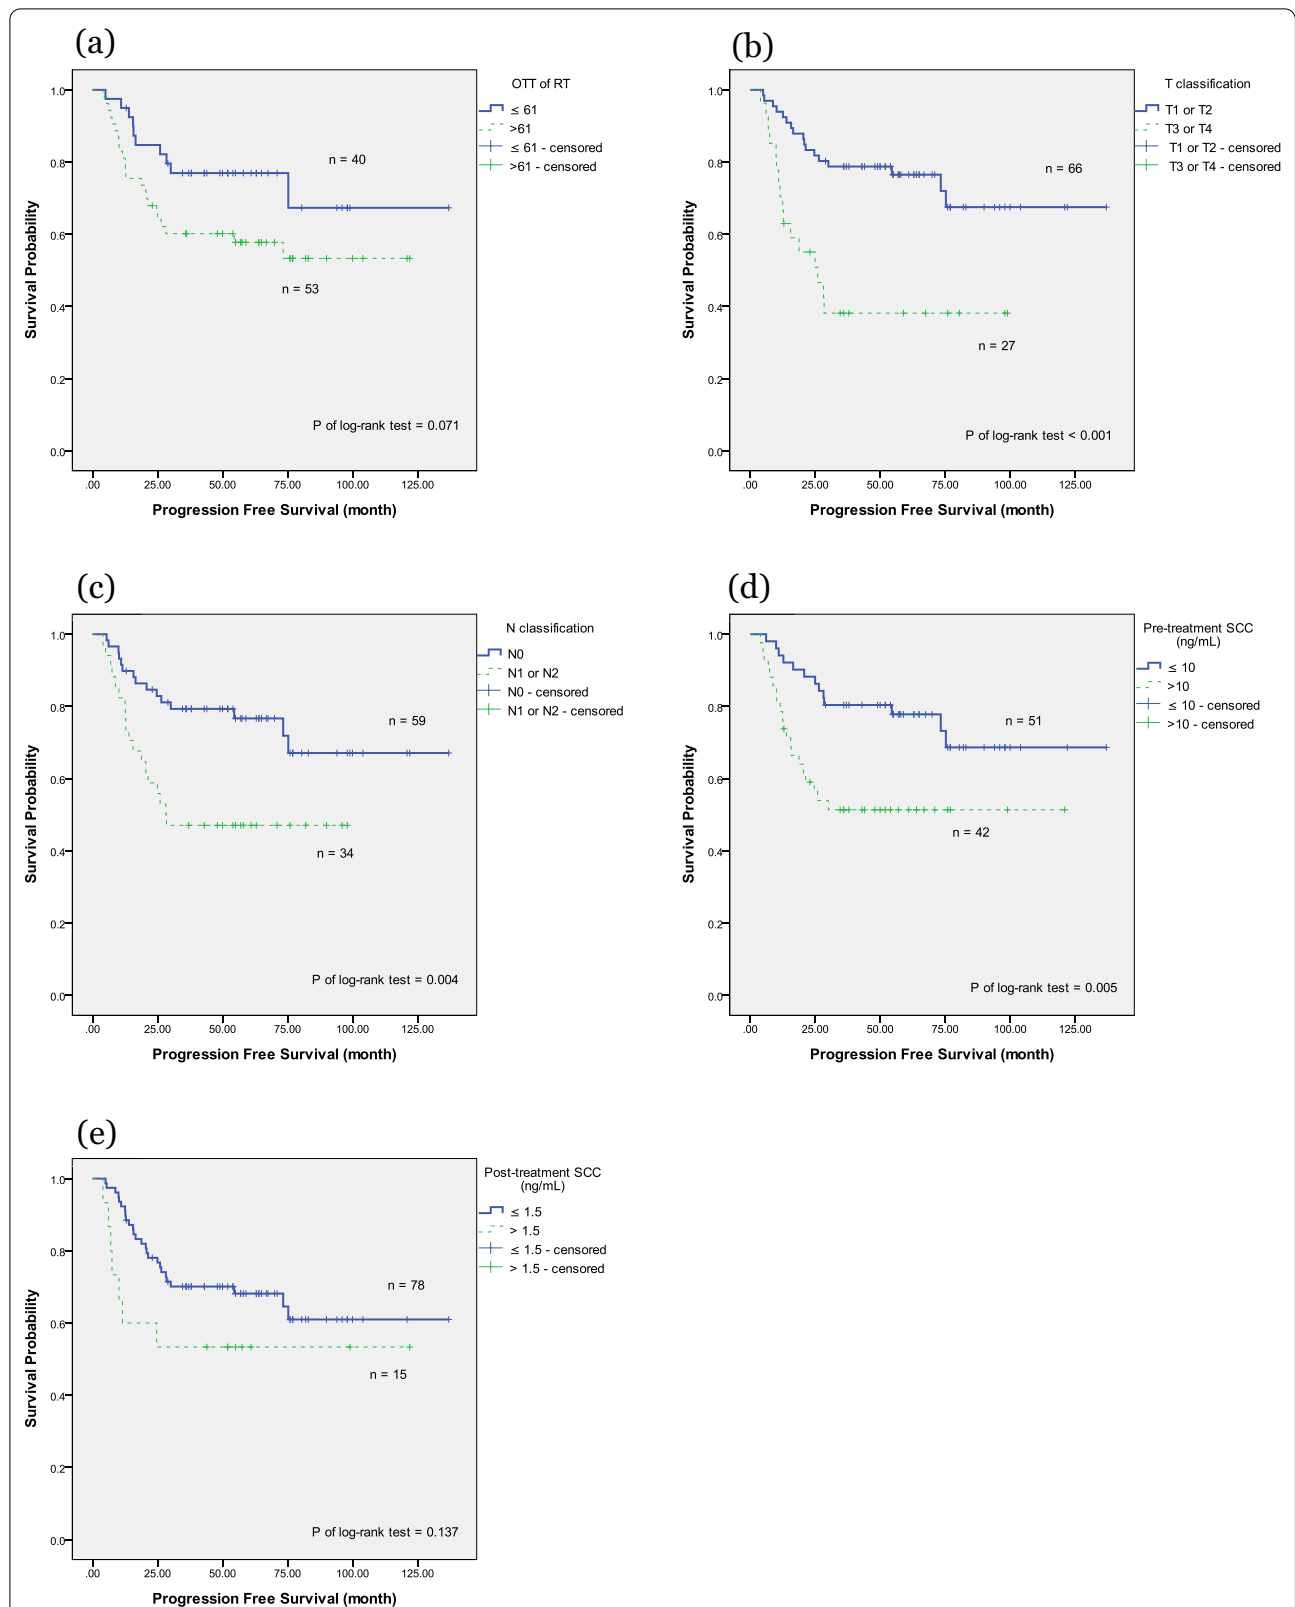 (a)
OTT of RT
≤ 61
>61
≤ 61 - censored
>61 - censored
1.0
0.8
0.6
0.4
0.2
0.0
Survival Probability
n = 40
n = 53
P of log-rank test = 0.071
.00 25.00 50.00 75.00 100.00 125.00
Progression Free Survival (month)
(b)
T classification
T1 or T2
T3 or T4
T1 or T2 - censored
T3 or T4 - censored
1.0
0.8
0.6
0.4
0.2
0.0
Survival Probability
n = 66
n = 27
P of log-rank test < 0.001
.00 25.00 50.00 75.00 100.00 125.00
Progression Free Survival (month)
(c)
N classification
N0
N1 or N2
N0 - censored
N1 or N2 - censored
1.0
0.8
0.6
0.4
0.2
0.0
Survival Probability
n = 59
n = 34
P of log-rank test = 0.004
.00 25.00 50.00 75.00 100.00 125.00
Progression Free Survival (month)
(d)
Pre-treatment SCC
(ng/mL)
≤ 10
>10
≤ 10 - censored
>10 - censored
1.0
0.8
0.6
0.4
0.2
0.0
Survival Probability
n = 51
n = 42
P of log-rank test = 0.005
.00 25.00 50.00 75.00 100.00 125.00
Progression Free Survival (month)
(e)
Post-treatment SCC
(ng/mL)
≤ 1.5
> 1.5
≤ 1.5 - censored
> 1.5 - censored
1.0
0.8
0.6
0.4
0.2
0.0
Survival Probability
n = 78
n = 15
P of log-rank test = 0.137
.00 25.00 50.00 75.00 100.00 125.00
Progression Free Survival (month)